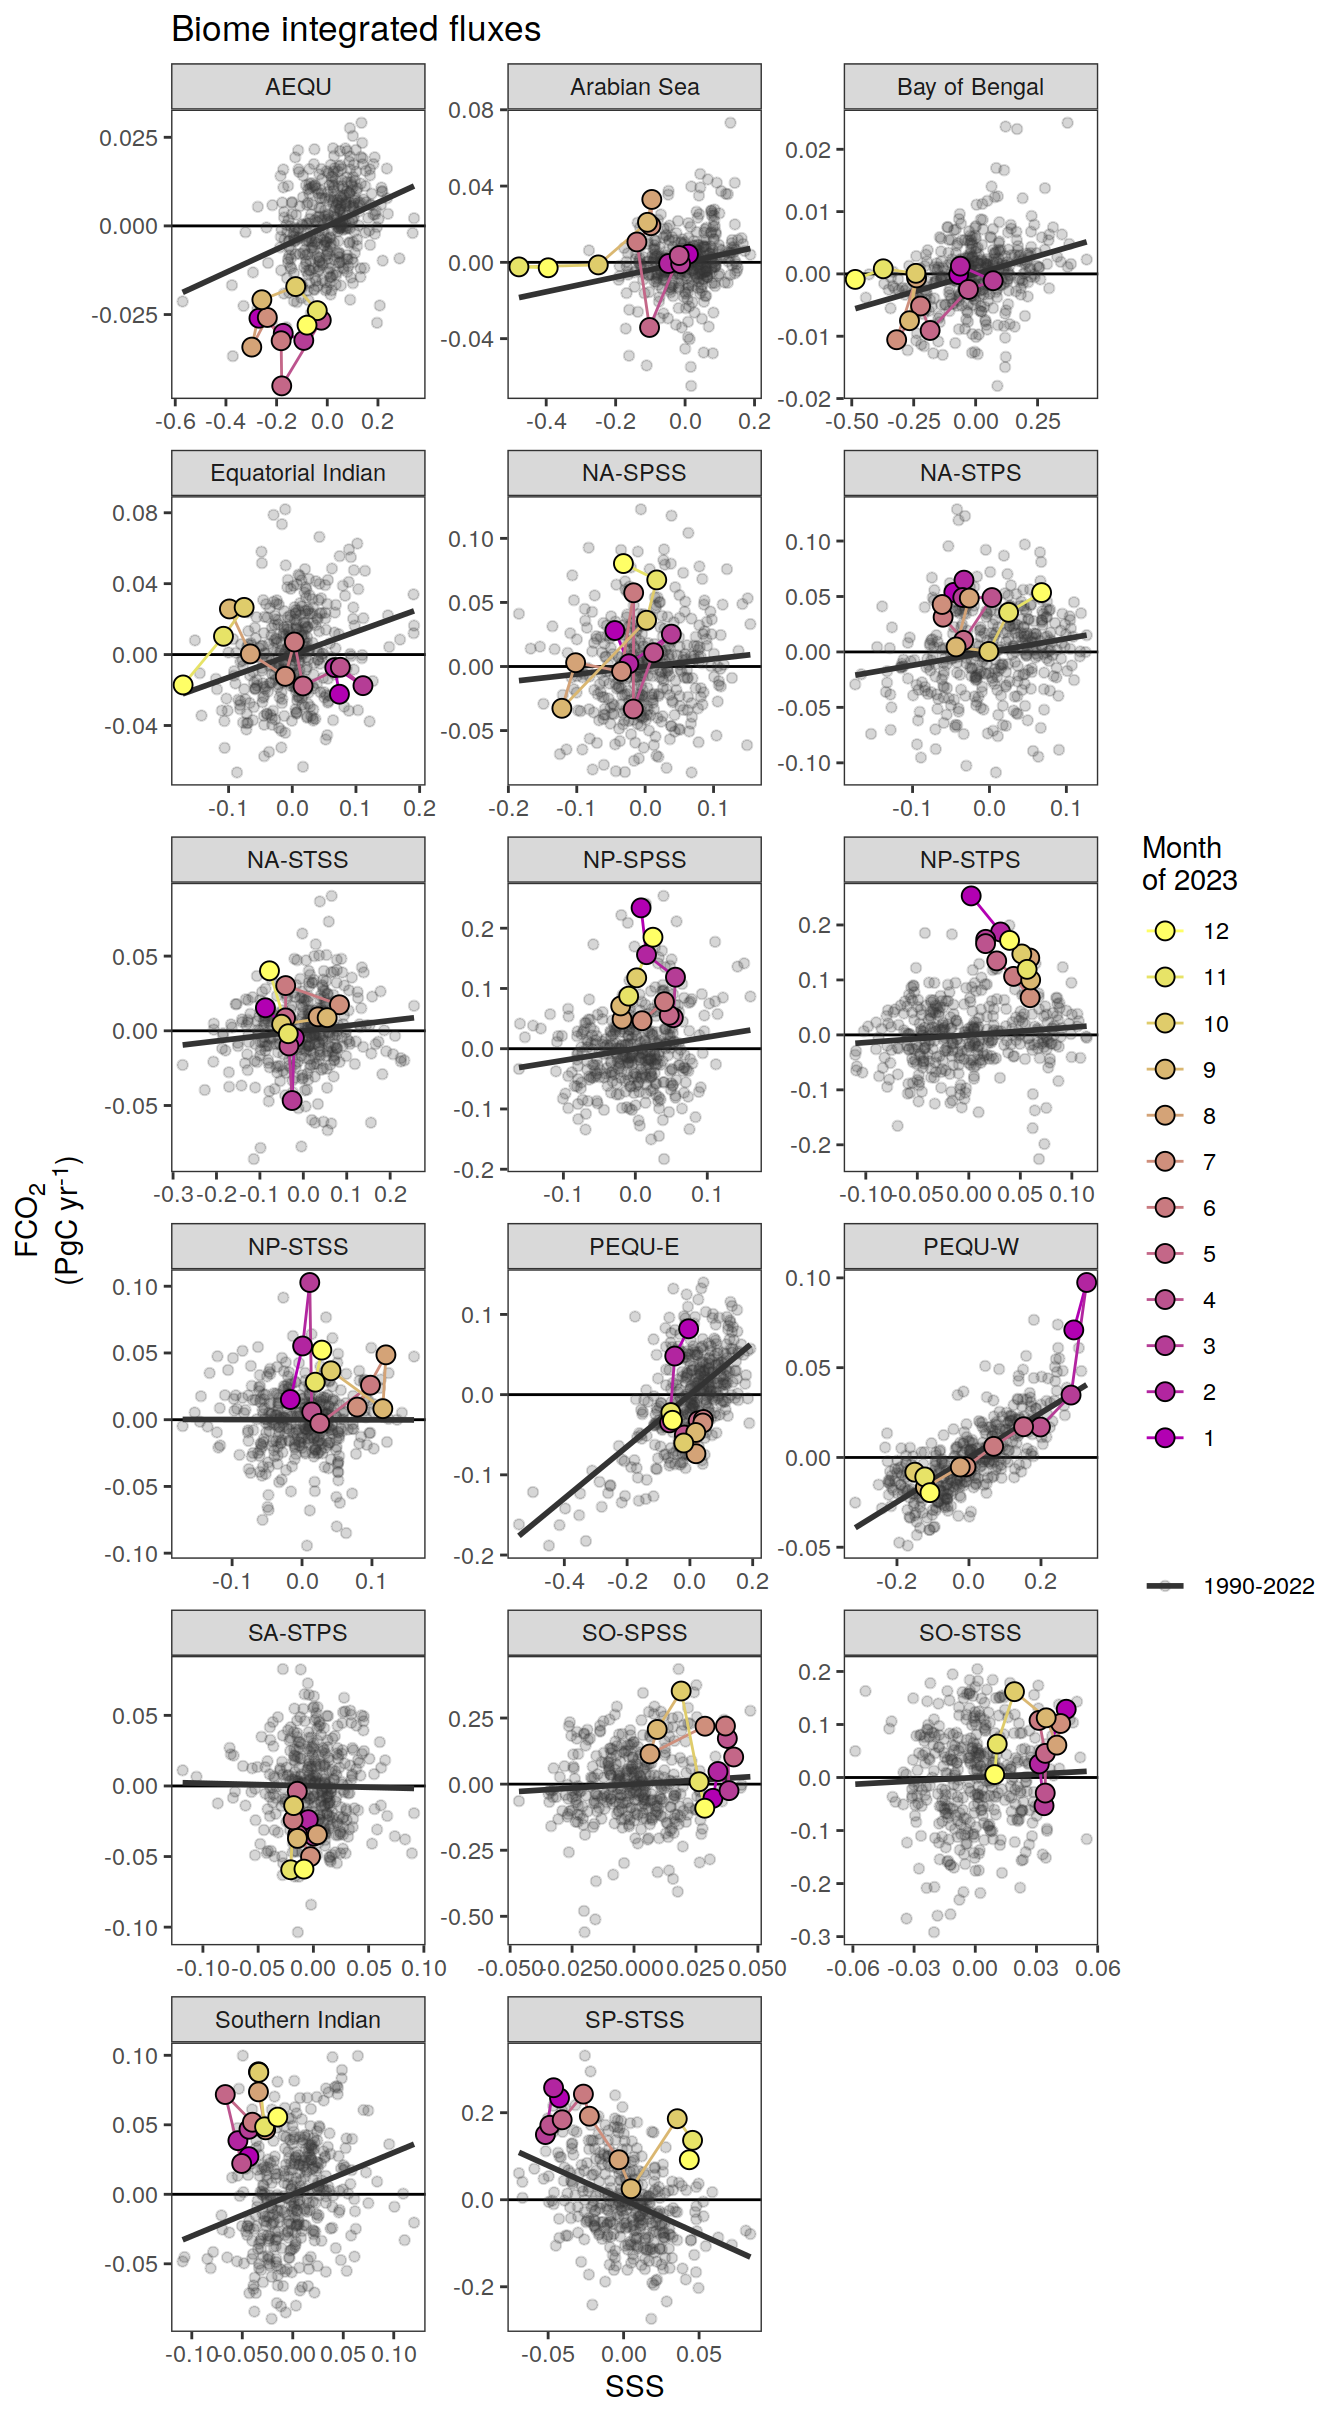 Biome integrated fluxes
AEQU
Arabian Sea
Bay of Bengal
0.025
0.000
-0.025
-0.6 -0.4 -0.2 0.0 0.2
0.08
0.04
0.00
-0.04
-0.4 -0.2 0.0 0.2
0.02
0.01
0.00
-0.01
-0.02
-0.50 -0.25 0.00 0.25
Equatorial Indian
NA-SPSS
NA-STPS
0.08
0.04
0.00
-0.04
-0.1 0.0 0.1 0.2
0.10
0.05
0.00
-0.05
-0.2 -0.1 0.0 0.1
0.10
0.05
0.00
-0.05
-0.10
-0.1 0.0 0.1
NA-STSS
NP-SPSS
NP-STPS
0.05
0.00
-0.05
-0.3 -0.2 -0.1 0.0 0.1 0.2
0.2
0.1
0.0
-0.1
-0.2
-0.1 0.0 0.1
0.2
0.1
0.0
-0.1
-0.2
-0.10 -0.05 0.00 0.05 0.10
NP-STSS
PEQU-E
PEQU-W
0.10
0.05
0.00
-0.05
-0.10
-0.1 0.0 0.1
0.1
0.0
-0.1
-0.2
-0.4 -0.2 0.0 0.2
0.10
0.05
0.00
-0.05
-0.2 0.0 0.2
SA-STPS
SO-SPSS
SO-STSS
0.05
0.00
-0.05
-0.10
-0.10 -0.05 0.00 0.05 0.10
0.25
0.00
-0.25
-0.50
-0.050 -0.025 0.000 0.025 0.050
0.2
0.1
0.0
-0.1
-0.2
-0.3
-0.06 -0.03 0.00 0.03 0.06
Southern Indian
SP-STSS
0.10
0.05
0.00
-0.05
-0.10 -0.05 0.00 0.05 0.10
0.2
0.0
-0.2
-0.05 0.00 0.05
SSS
FCO₂
(PgC yr⁻¹)
Month
of 2023
12
11
10
9
8
7
6
5
4
3
2
1
1990-2022